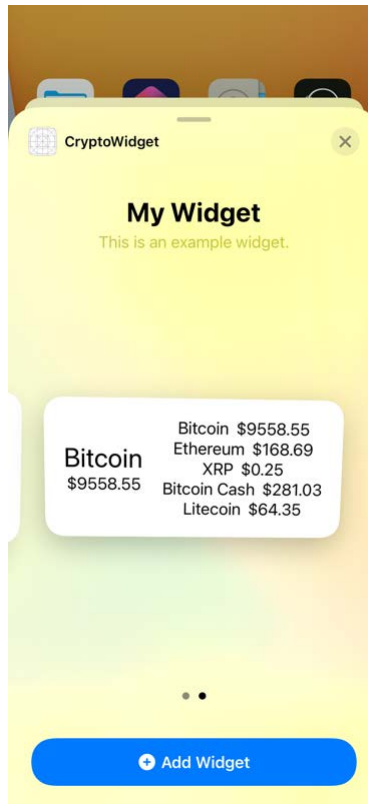 CryptoWidget
My Widget
This is an example widget.
Bitcoin
$9558.55
Bitcoin $9558.55
Ethereum $168.69
XRP $0.25
Bitcoin Cash $281.03
Litecoin $64.35
Add Widget